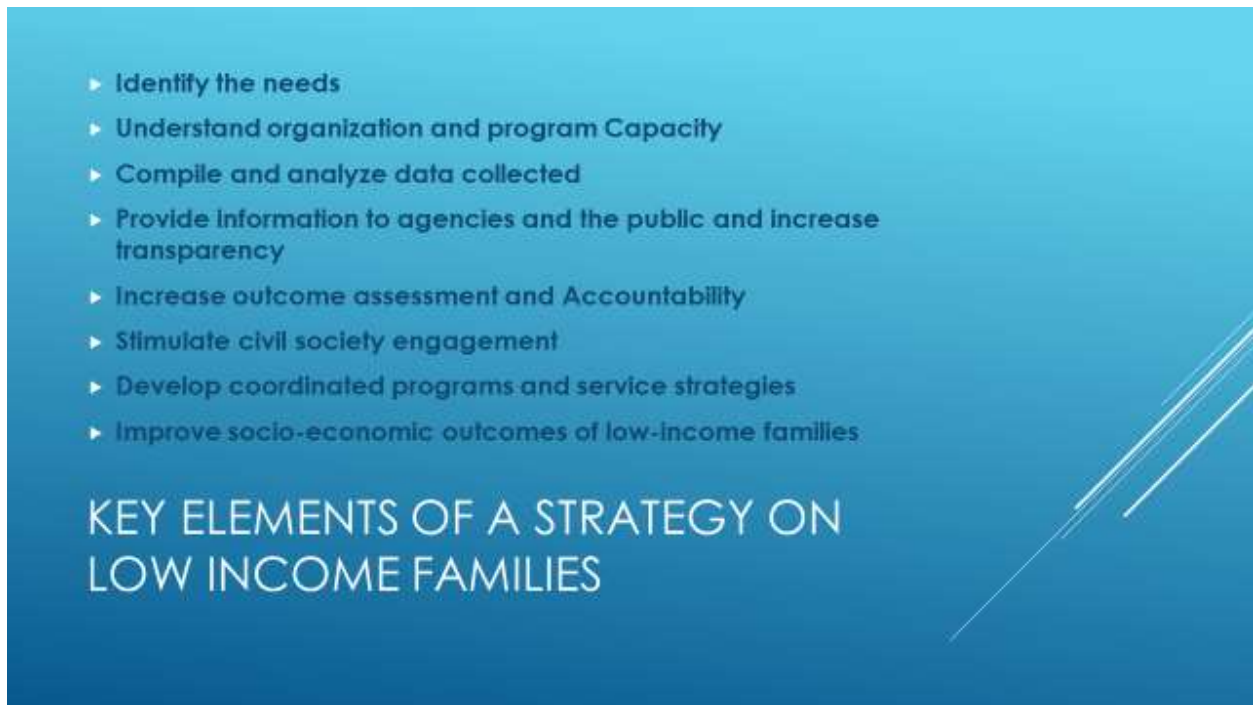 Identify the needs
Understand organization and program Capacity
Compile and analyze data collected
Provide information to agencies and the public and increase
transparency
Increase outcome assessment and Accountability
Stimulate civil society engagement
Develop coordinated programs and service strategies
Improve socio-economic outcomes of low-income families
KEY ELEMENTS OF A STRATEGY ON
LOW INCOME FAMILIES